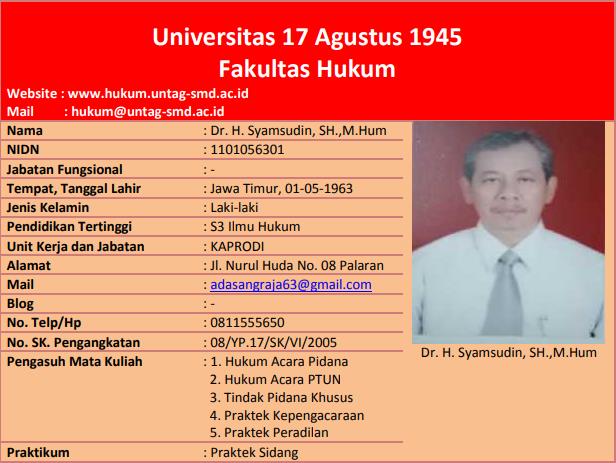 Universitas 17 Agustus 1945
Fakultas Hukum
Website : www.hukum.untag-smd.ac.id
Mail : hukum@untag-smd.ac.id
Nama : Dr. H. Syamsudin, SH.,M.Hum
NIDN : 1101056301
Jabatan Fungsional : -
Tempat, Tanggal Lahir : Jawa Timur, 01-05-1963
Jenis Kelamin : Laki-laki
Pendidikan Tertinggi : S3 Ilmu Hukum
Unit Kerja dan Jabatan : KAPRODI
Alamat : Jl. Nurul Huda No. 08 Palaran
Mail : adasangraja63@gmail.com
Blog : -
No. Telp/Hp : 0811555650
No. SK. Pengangkatan : 08/YP.17/SK/VI/2005
Pengasuh Mata Kuliah : 1. Hukum Acara Pidana
2. Hukum Acara PTUN
3. Tindak Pidana Khusus
4. Praktek Kepengacaraan
5. Praktek Peradilan
Praktikum : Praktek Sidang
Dr. H. Syamsudin, SH.,M.Hum